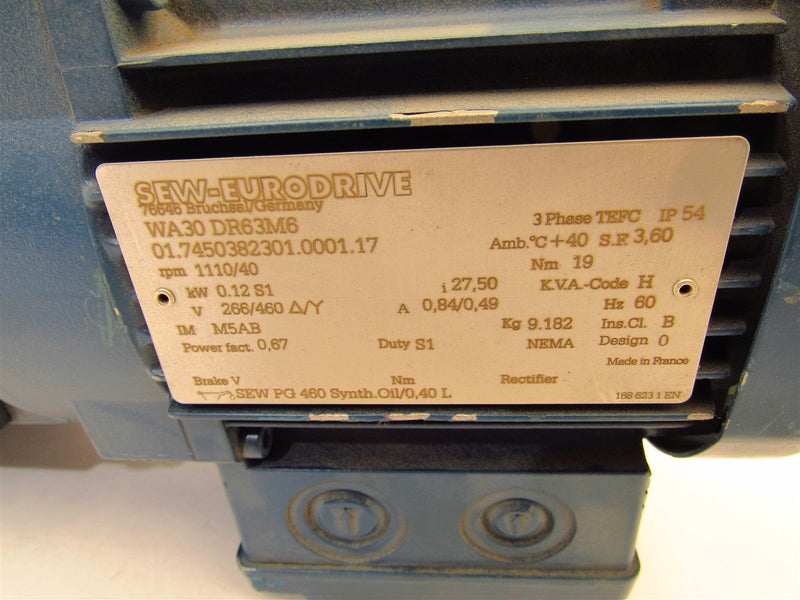 SEW-EURODRIVE
76646 Bruchsal/Germany
WA30 DR63M6 3 Phase TEFC IP 54
01.7450382301.0001.17 Amb.°C +40 S.F. 3,60
rpm 1110/40 Nm 19
kW 0.12 S1 i 27,50 K.V.A.-Code H
V 266/460 Δ/Y A 0,84/0,49 Hz 60
IM M5AB Kg 9.182 Ins.Cl. B
Power fact. 0,67 Duty S1 NEMA Design 0
Made in France
Brake V Nm Rectifier
SEW PG 460 Synth.Oil/0,40 L 188 623 1 EN